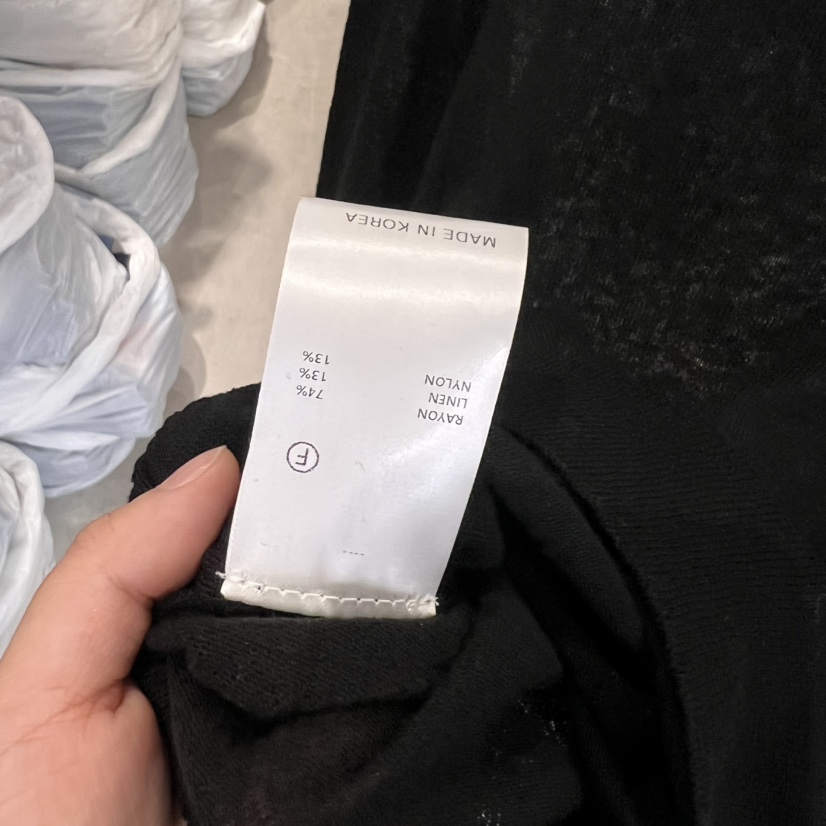 F
RAYON 74%
LINEN 13%
NYLON 13%
MADE IN KOREA